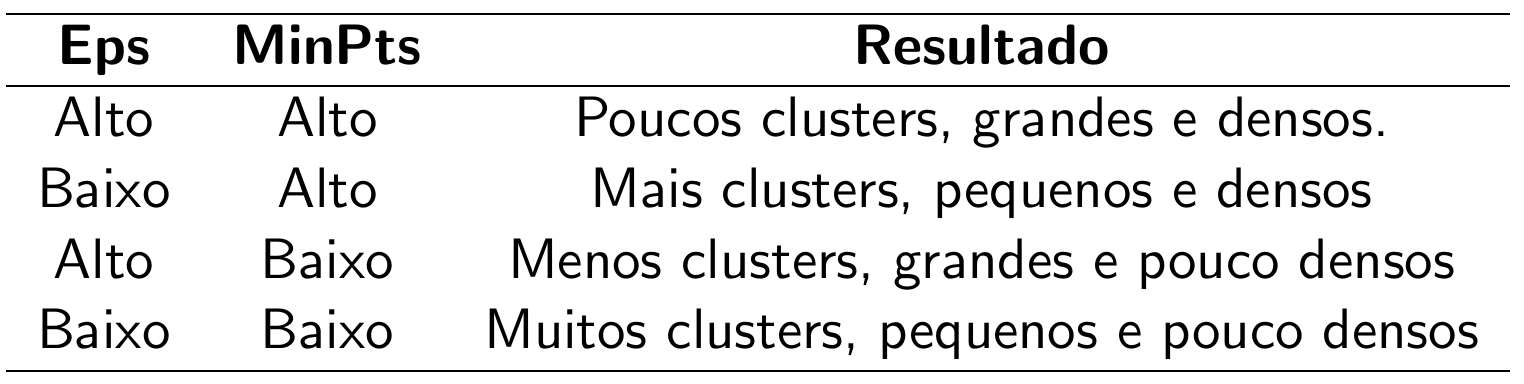 Eps MinPts Resultado
Alto Alto Poucos clusters, grandes e densos.
Baixo Alto Mais clusters, pequenos e densos
Alto Baixo Menos clusters, grandes e pouco densos
Baixo Baixo Muitos clusters, pequenos e pouco densos